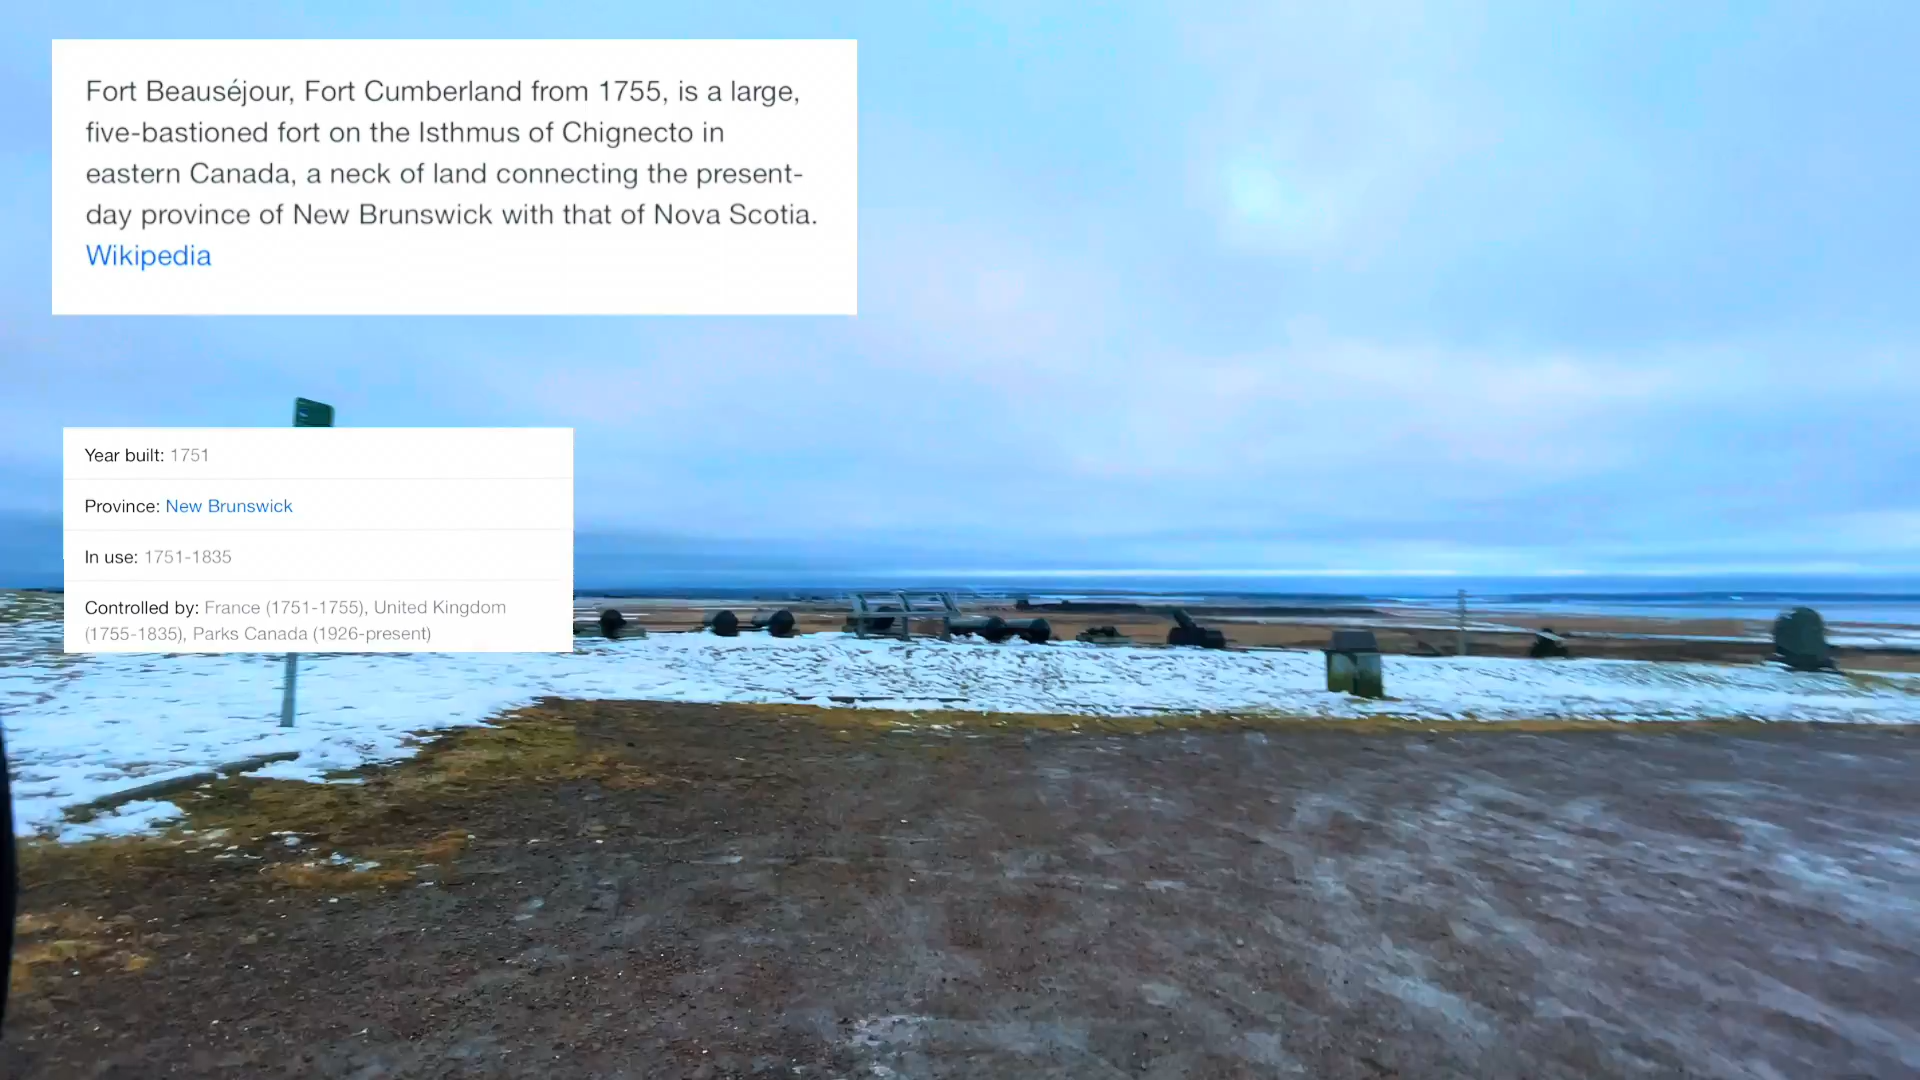 Fort Beauséjour, Fort Cumberland from 1755, is a large,
five-bastioned fort on the Isthmus of Chignecto in
eastern Canada, a neck of land connecting the present-
day province of New Brunswick with that of Nova Scotia.
Wikipedia
Year built: 1751
Province: New Brunswick
In use: 1751-1835
Controlled by: France (1751-1755), United Kingdom
(1755-1835), Parks Canada (1926-present)